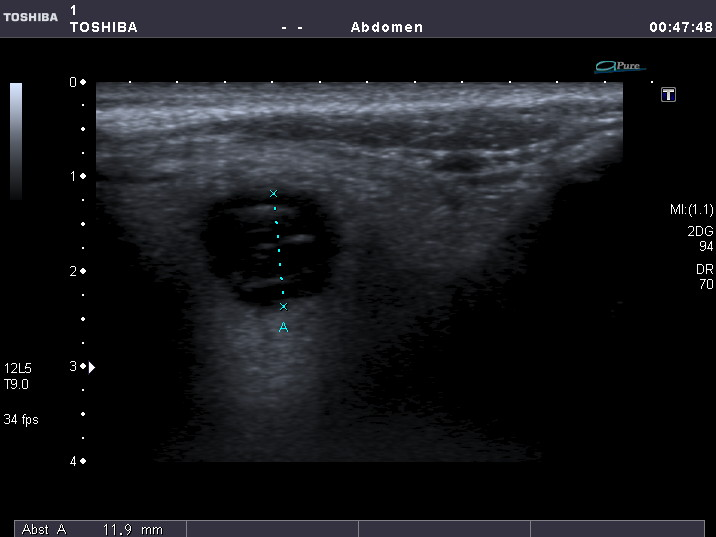 TOSHIBA
1
TOSHIBA - - Abdomen 00:47:48
Pure
T
0
1
2
3
4
MI:(1.1)
2DG
94
DR
70
12L5
T9.0
34 fps
A
Abst A 11.9 mm